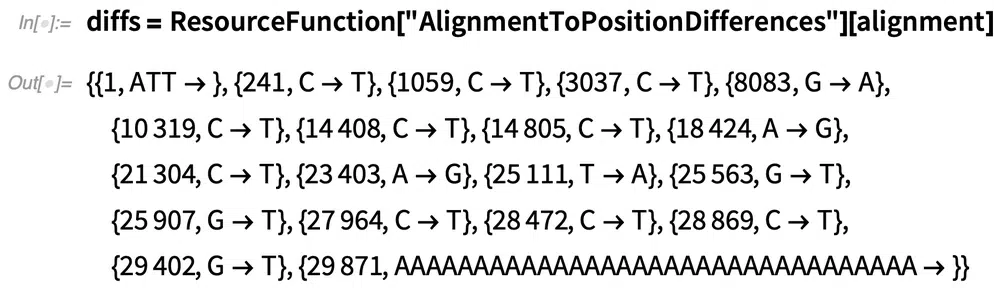 In[•]:= diffs = ResourceFunction["AlignmentToPositionDifferences"][alignment]
Out[•]= {{1, ATT → }, {241, C → T}, {1059, C → T}, {3037, C → T}, {8083, G → A},
{10 319, C → T}, {14 408, C → T}, {14 805, C → T}, {18 424, A → G},
{21 304, C → T}, {23 403, A → G}, {25 111, T → A}, {25 563, G → T},
{25 907, G → T}, {27 964, C → T}, {28 472, C → T}, {28 869, C → T},
{29 402, G → T}, {29 871, AAAAAAAAAAAAAAAAAAAAAAAAAAAAAAAAA → }}